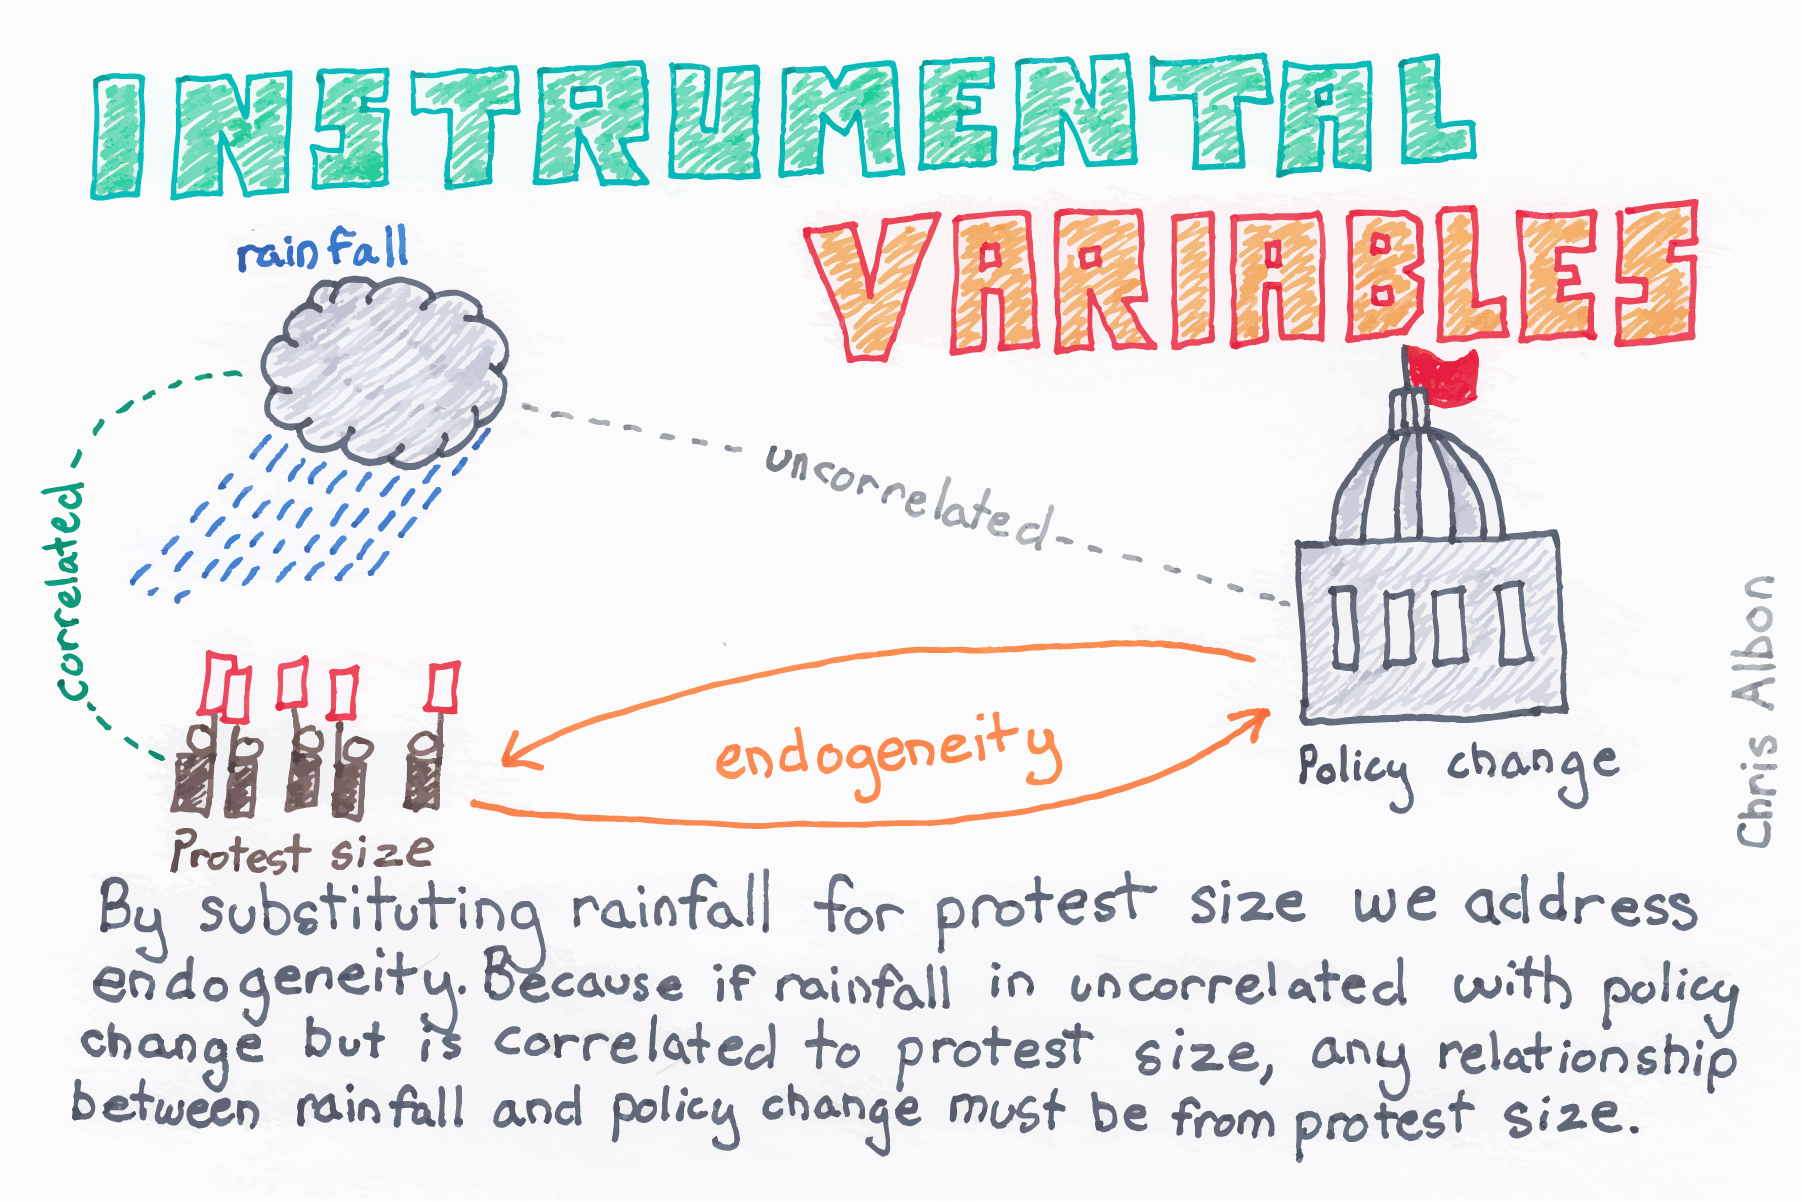 INSTRUMENTAL
VARIABLES
rainfall
correlated
uncorrelated
endogeneity
Policy change
Protest size
Chris Albon
By substituting rainfall for protest size we address
endogeneity. Because if rainfall in uncorrelated with policy
change but is correlated to protest size, any relationship
between rainfall and policy change must be from protest size.